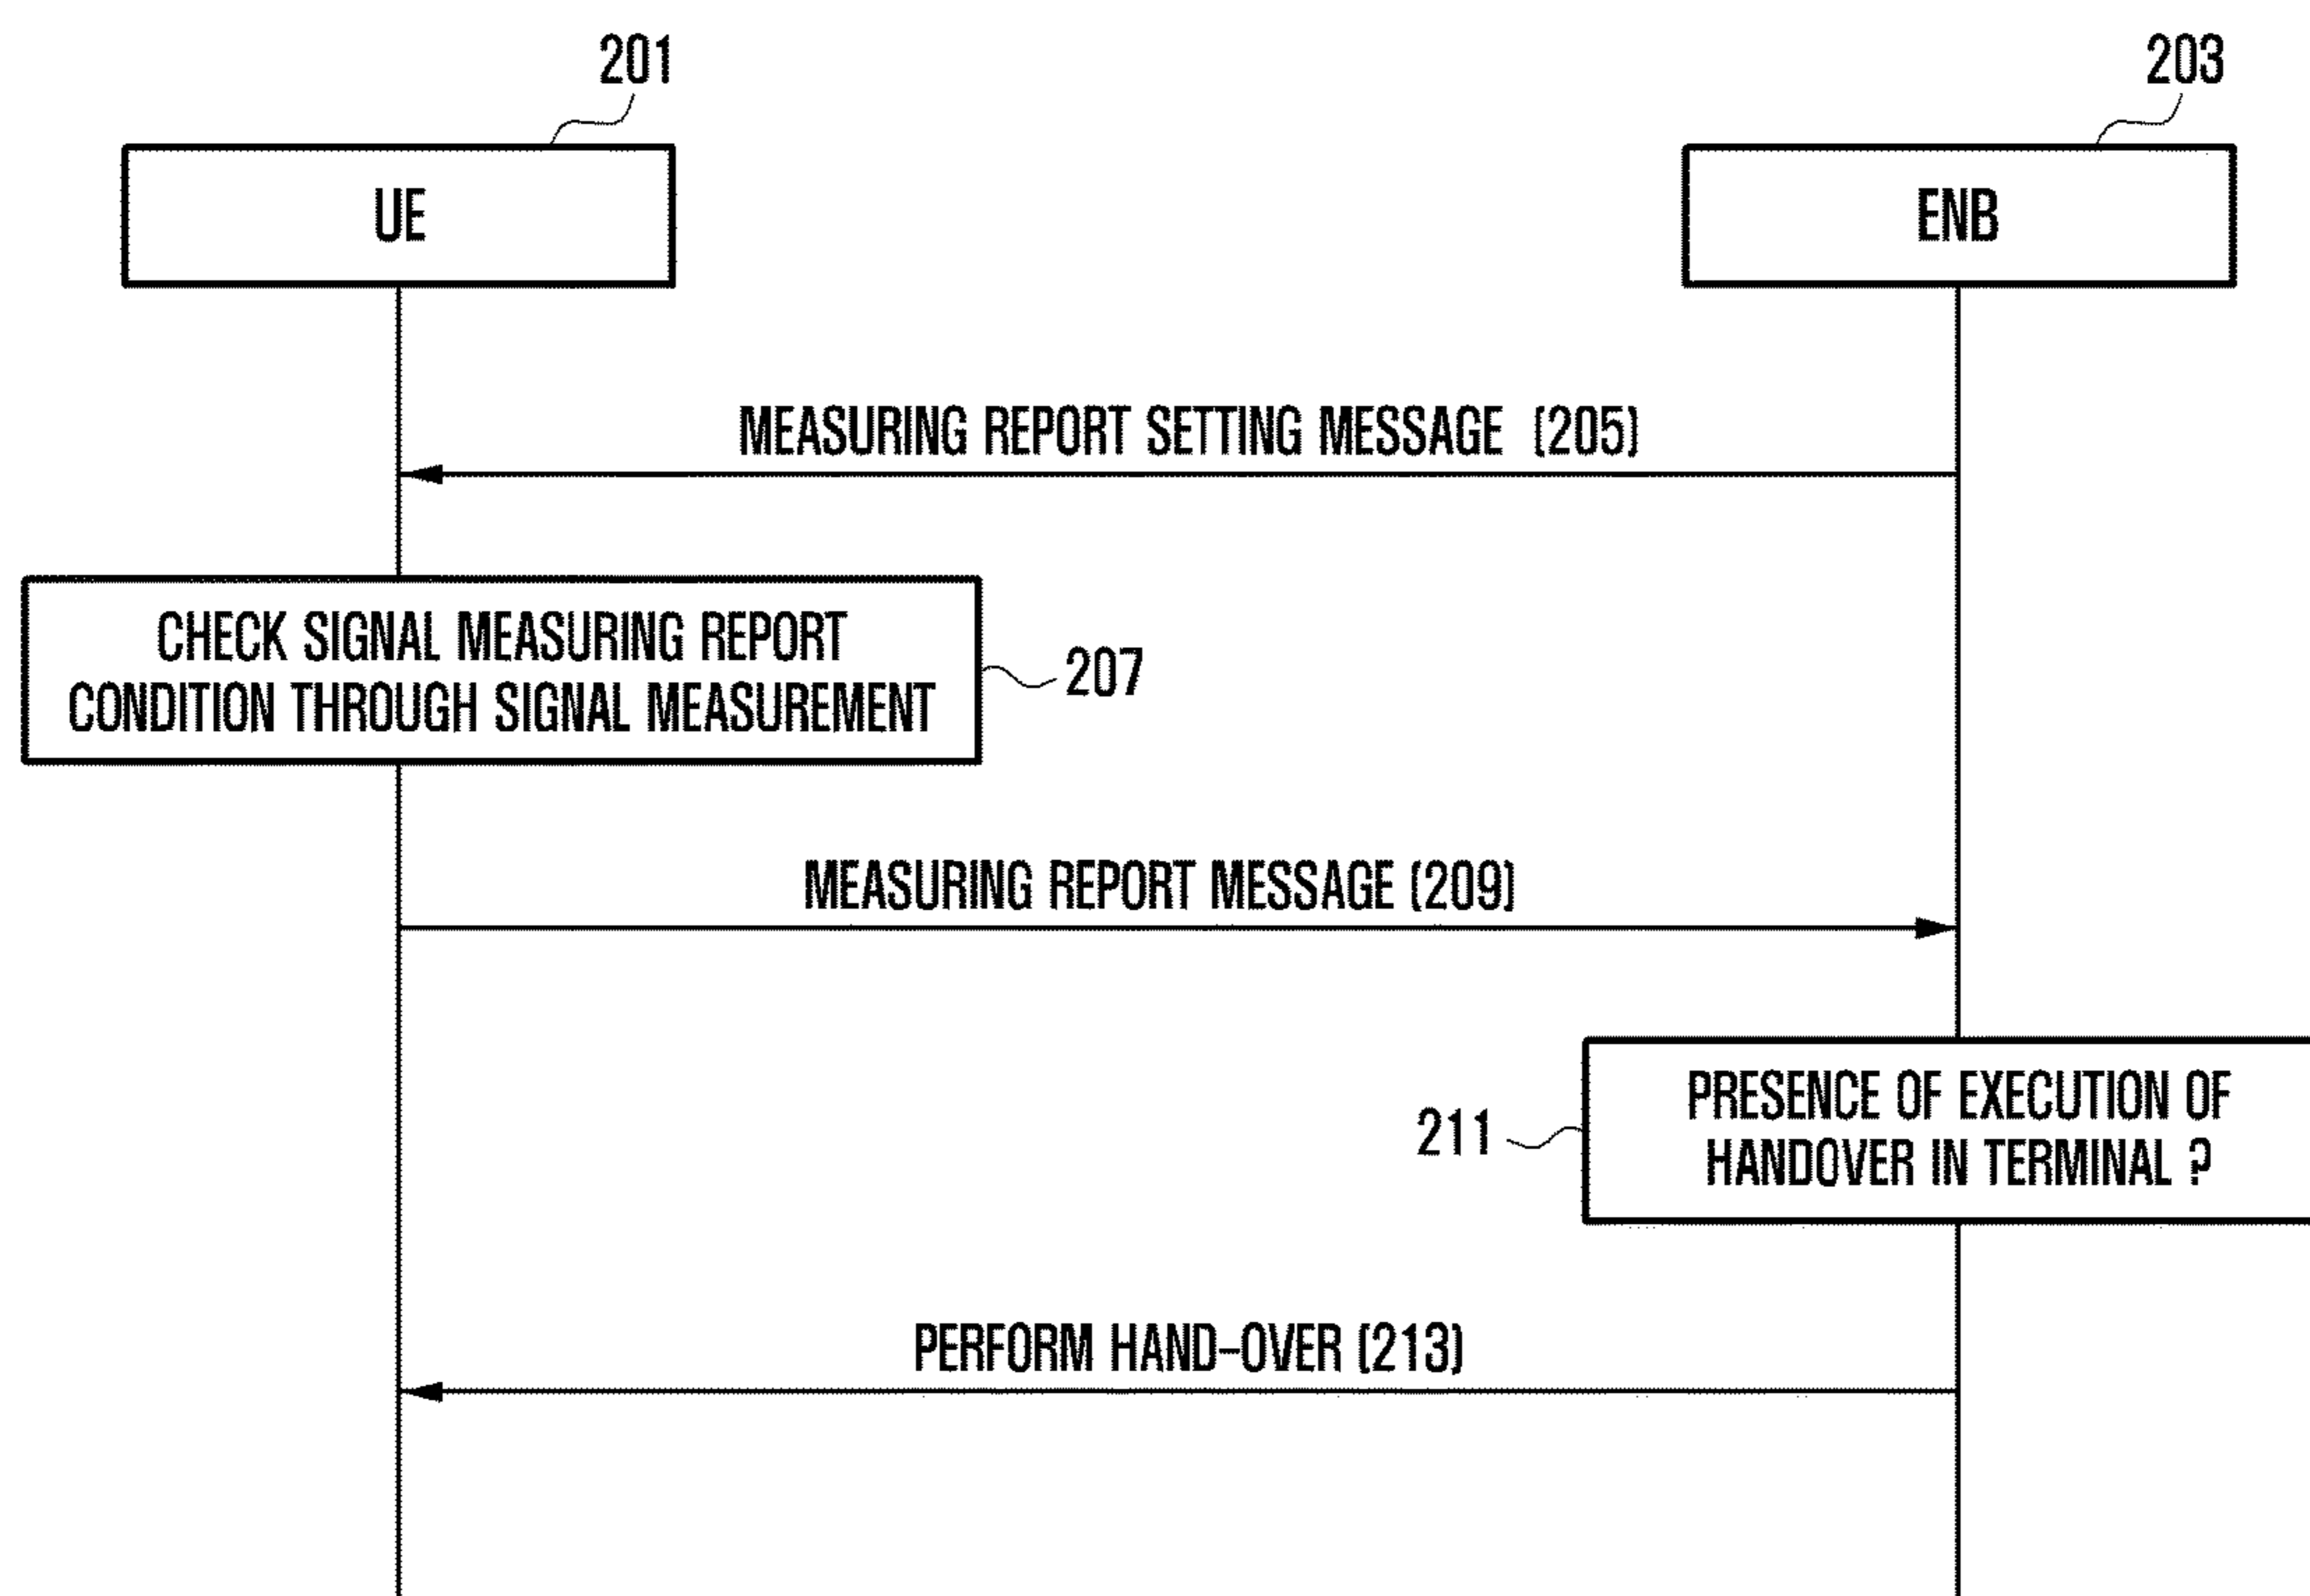 201
203
UE
ENB
MEASURING REPORT SETTING MESSAGE (205)
CHECK SIGNAL MEASURING REPORT
CONDITION THROUGH SIGNAL MEASUREMENT
207
MEASURING REPORT MESSAGE (209)
PRESENCE OF EXECUTION OF
HANDOVER IN TERMINAL ?
211
PERFORM HAND-OVER (213)